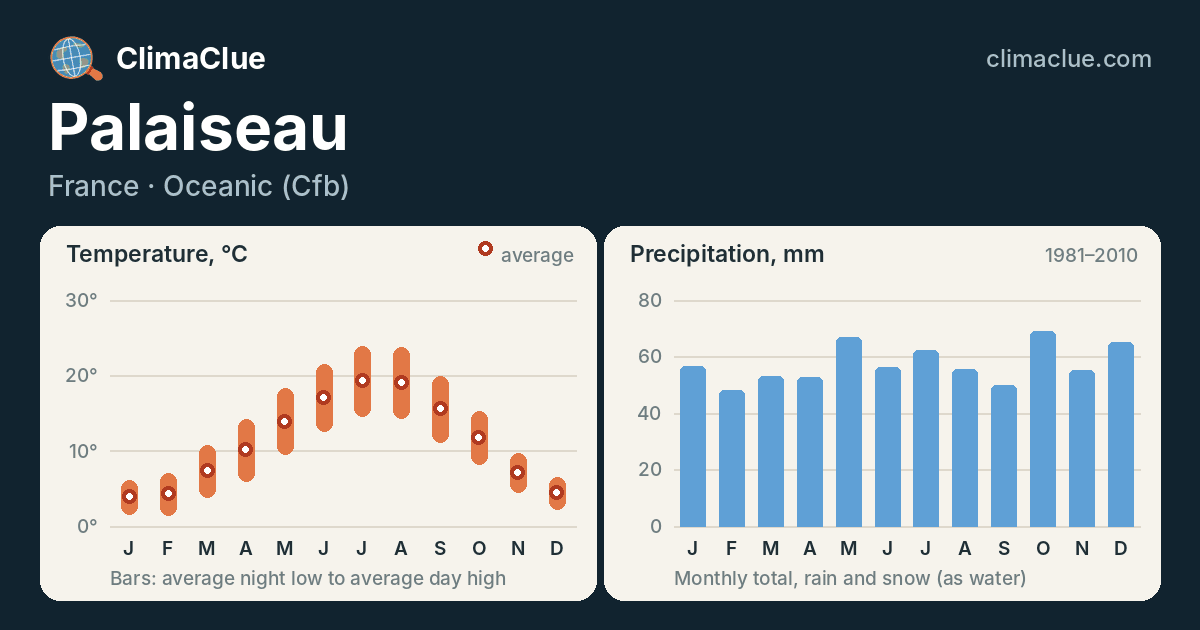 ClimaClue
climaclue.com
Palaiseau
France · Oceanic (Cfb)
Temperature, °C
average
30°
20°
10°
0°
J F M A M J J A S O N D
Bars: average night low to average day high
Precipitation, mm
1981–2010
80
60
40
20
0
J F M A M J J A S O N D
Monthly total, rain and snow (as water)